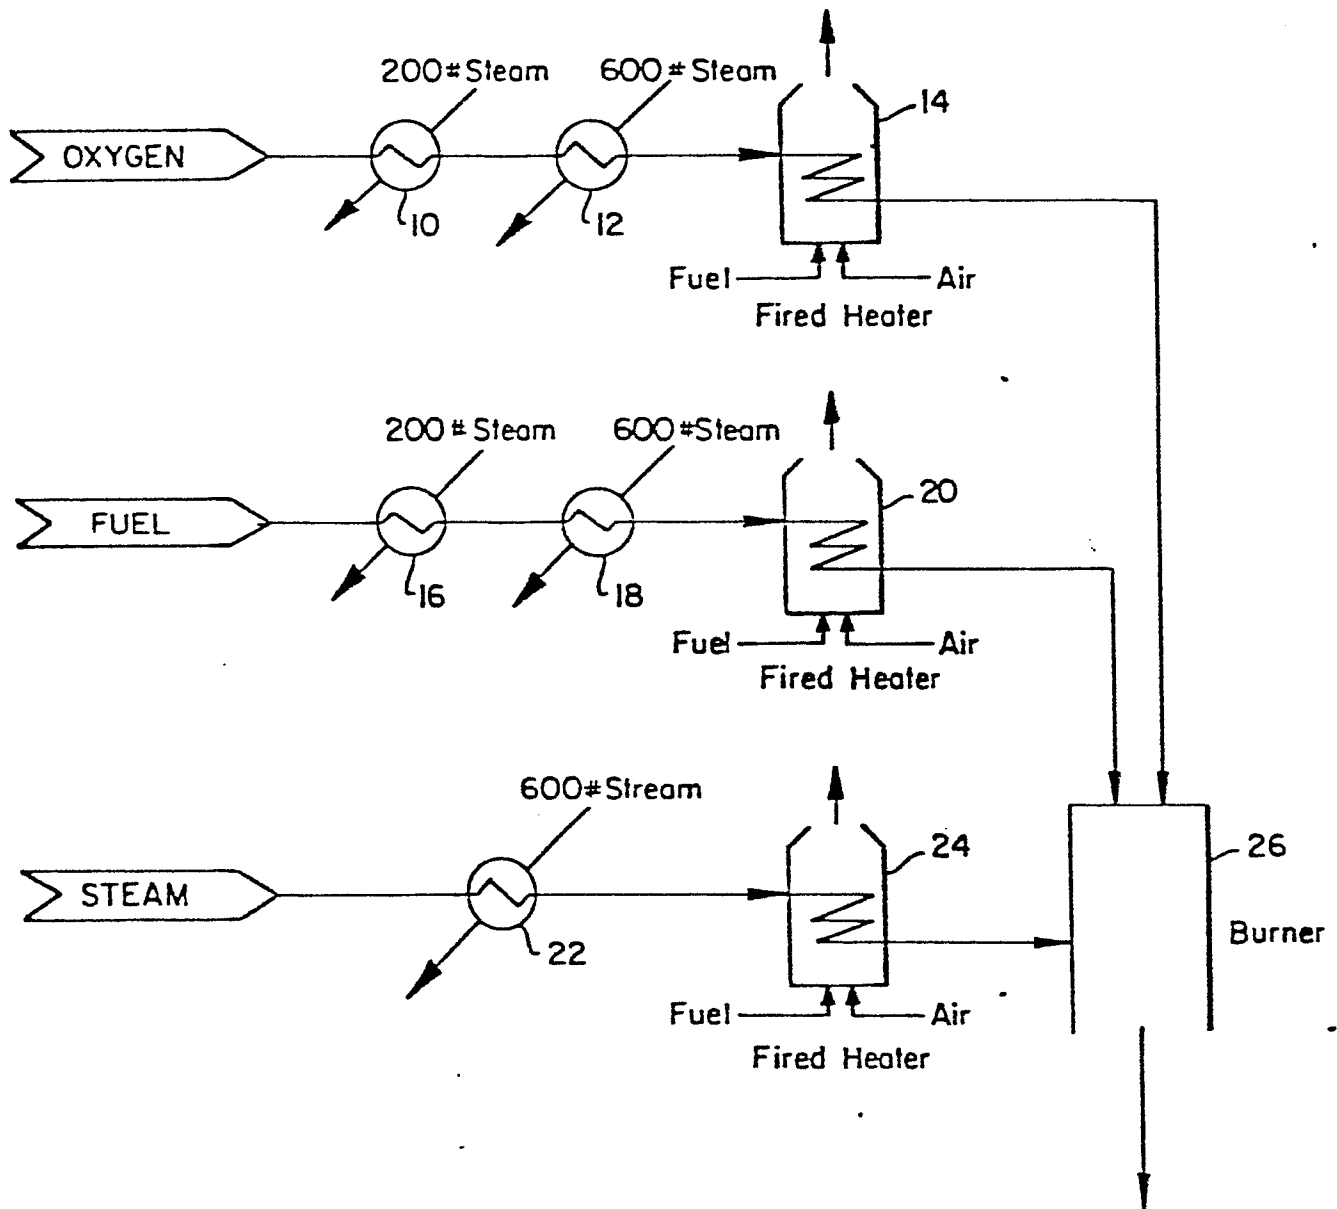 200# Steam
600# Steam
14
OXYGEN
10
12
Fuel
Air
Fired Heater
200# Steam
600# Steam
20
FUEL
16
18
Fuel
Air
Fired Heater
600# Stream
24
26
STEAM
Burner
22
Fuel
Air
Fired Heater